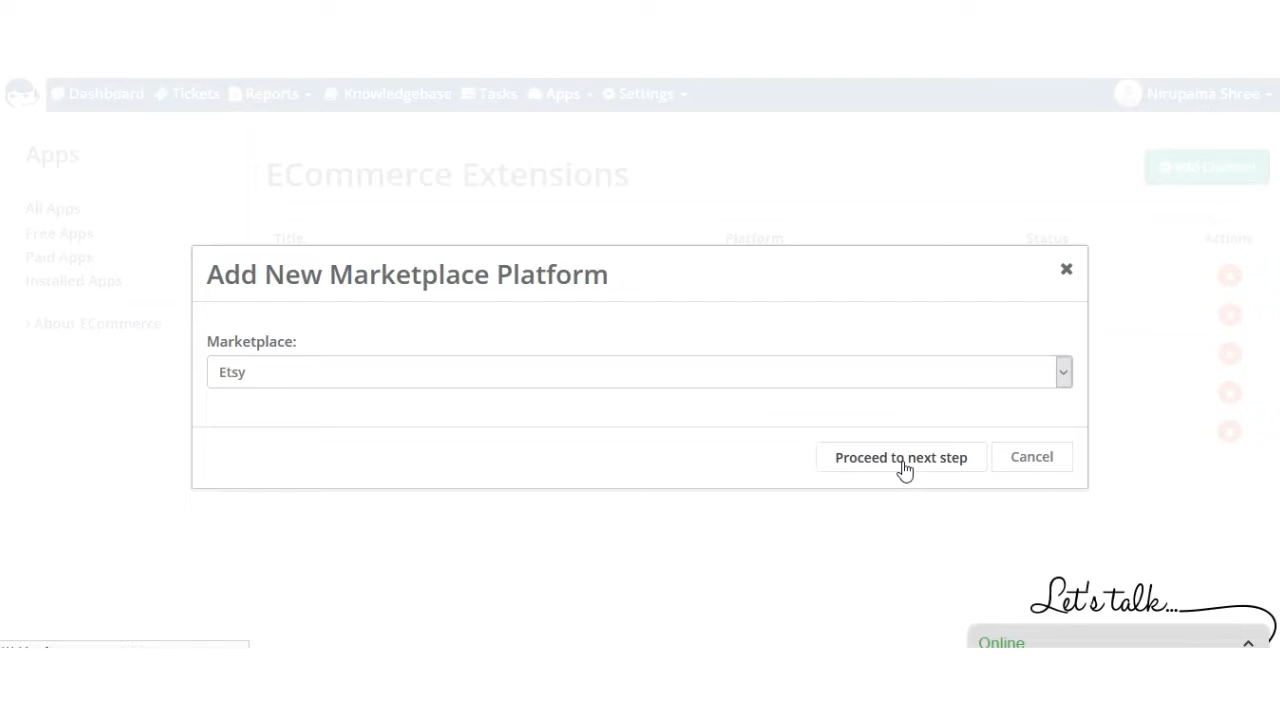 Dashboard Tickets Reports Knowledgebase Tasks Apps Settings Nirupama Shree
Apps
ECommerce Extensions
All Apps
Free Apps
Paid Apps
Installed Apps
> About ECommerce
Title Platform Status Actions
Add New Marketplace Platform
Marketplace:
Etsy
Proceed to next step Cancel
Let's talk...
Online